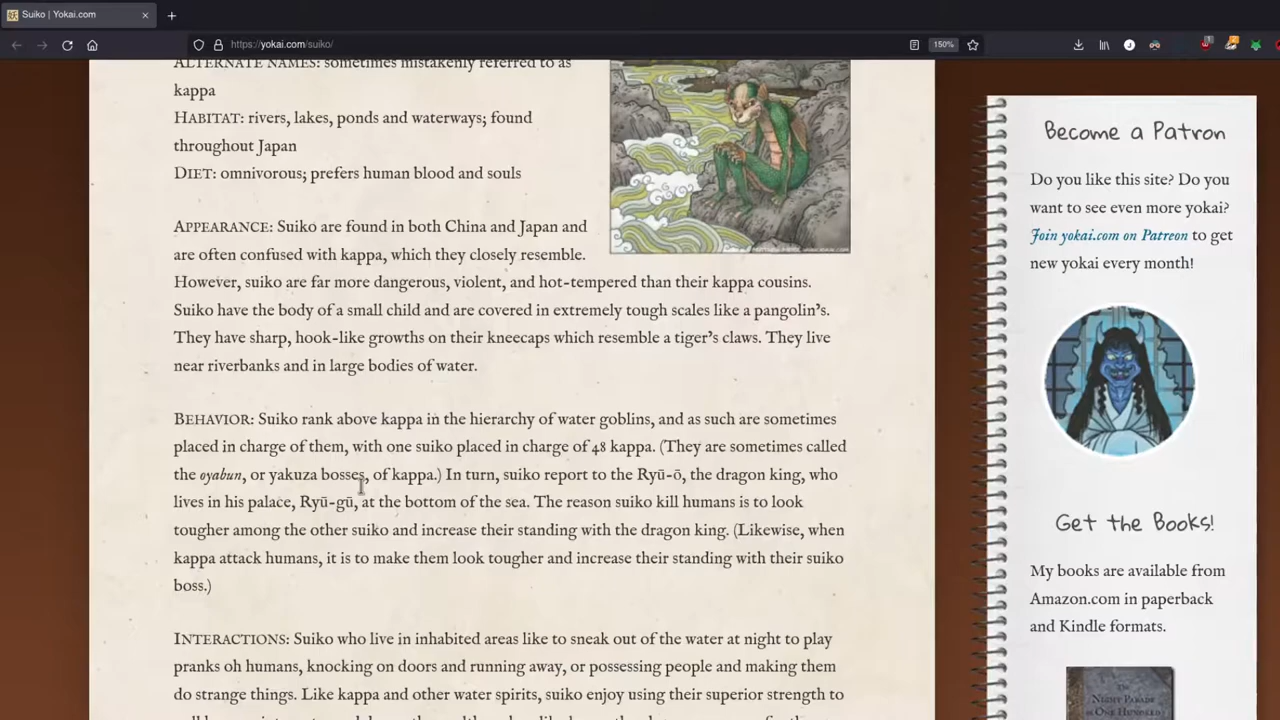 Suiko | Yokai.com
https://yokai.com/suiko/
150%
ALTERNATE NAMES: sometimes mistakenly referred to as
kappa
HABITAT: rivers, lakes, ponds and waterways; found
throughout Japan
DIET: omnivorous; prefers human blood and souls
APPEARANCE: Suiko are found in both China and Japan and
are often confused with kappa, which they closely resemble.
However, suiko are far more dangerous, violent, and hot-tempered than their kappa cousins.
Suiko have the body of a small child and are covered in extremely tough scales like a pangolin's.
They have sharp, hook-like growths on their kneecaps which resemble a tiger's claws. They live
near riverbanks and in large bodies of water.
BEHAVIOR: Suiko rank above kappa in the hierarchy of water goblins, and as such are sometimes
placed in charge of them, with one suiko placed in charge of 48 kappa. (They are sometimes called
the oyabun, or yakuza bosses, of kappa.) In turn, suiko report to the Ryū-ō, the dragon king, who
lives in his palace, Ryū-gū, at the bottom of the sea. The reason suiko kill humans is to look
tougher among the other suiko and increase their standing with the dragon king. (Likewise, when
kappa attack humans, it is to make them look tougher and increase their standing with their suiko
boss.)
INTERACTIONS: Suiko who live in inhabited areas like to sneak out of the water at night to play
pranks oh humans, knocking on doors and running away, or possessing people and making them
do strange things. Like kappa and other water spirits, suiko enjoy using their superior strength to
Become a Patron
Do you like this site? Do you
want to see even more yokai?
Join yokai.com on Patreon to get
new yokai every month!
Get the Books!
My books are available from
Amazon.com in paperback
and Kindle formats.
The
Night Parade
of One Hundred